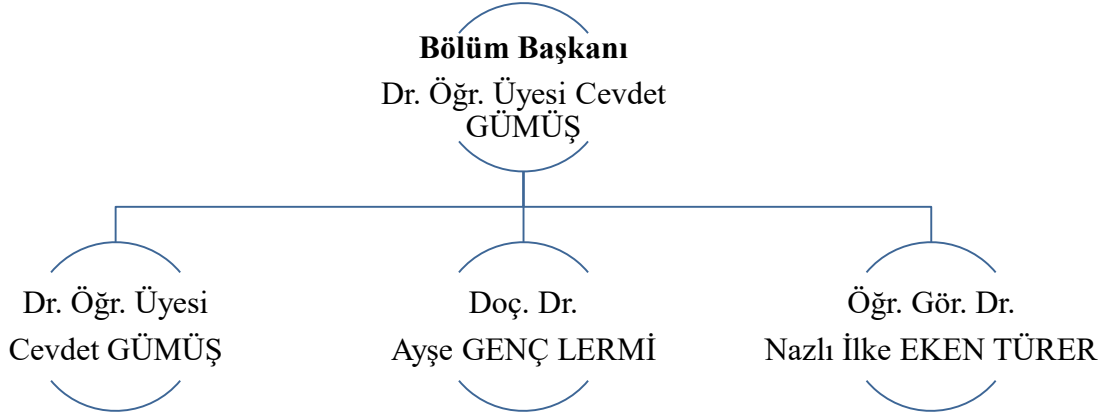 Bölüm Başkanı
Dr. Öğr. Üyesi Cevdet
GÜMÜŞ
Dr. Öğr. Üyesi
Cevdet GÜMÜŞ
Doç. Dr.
Ayşe GENÇ LERMİ
Öğr. Gör. Dr.
Nazlı İlke EKEN TÜRER